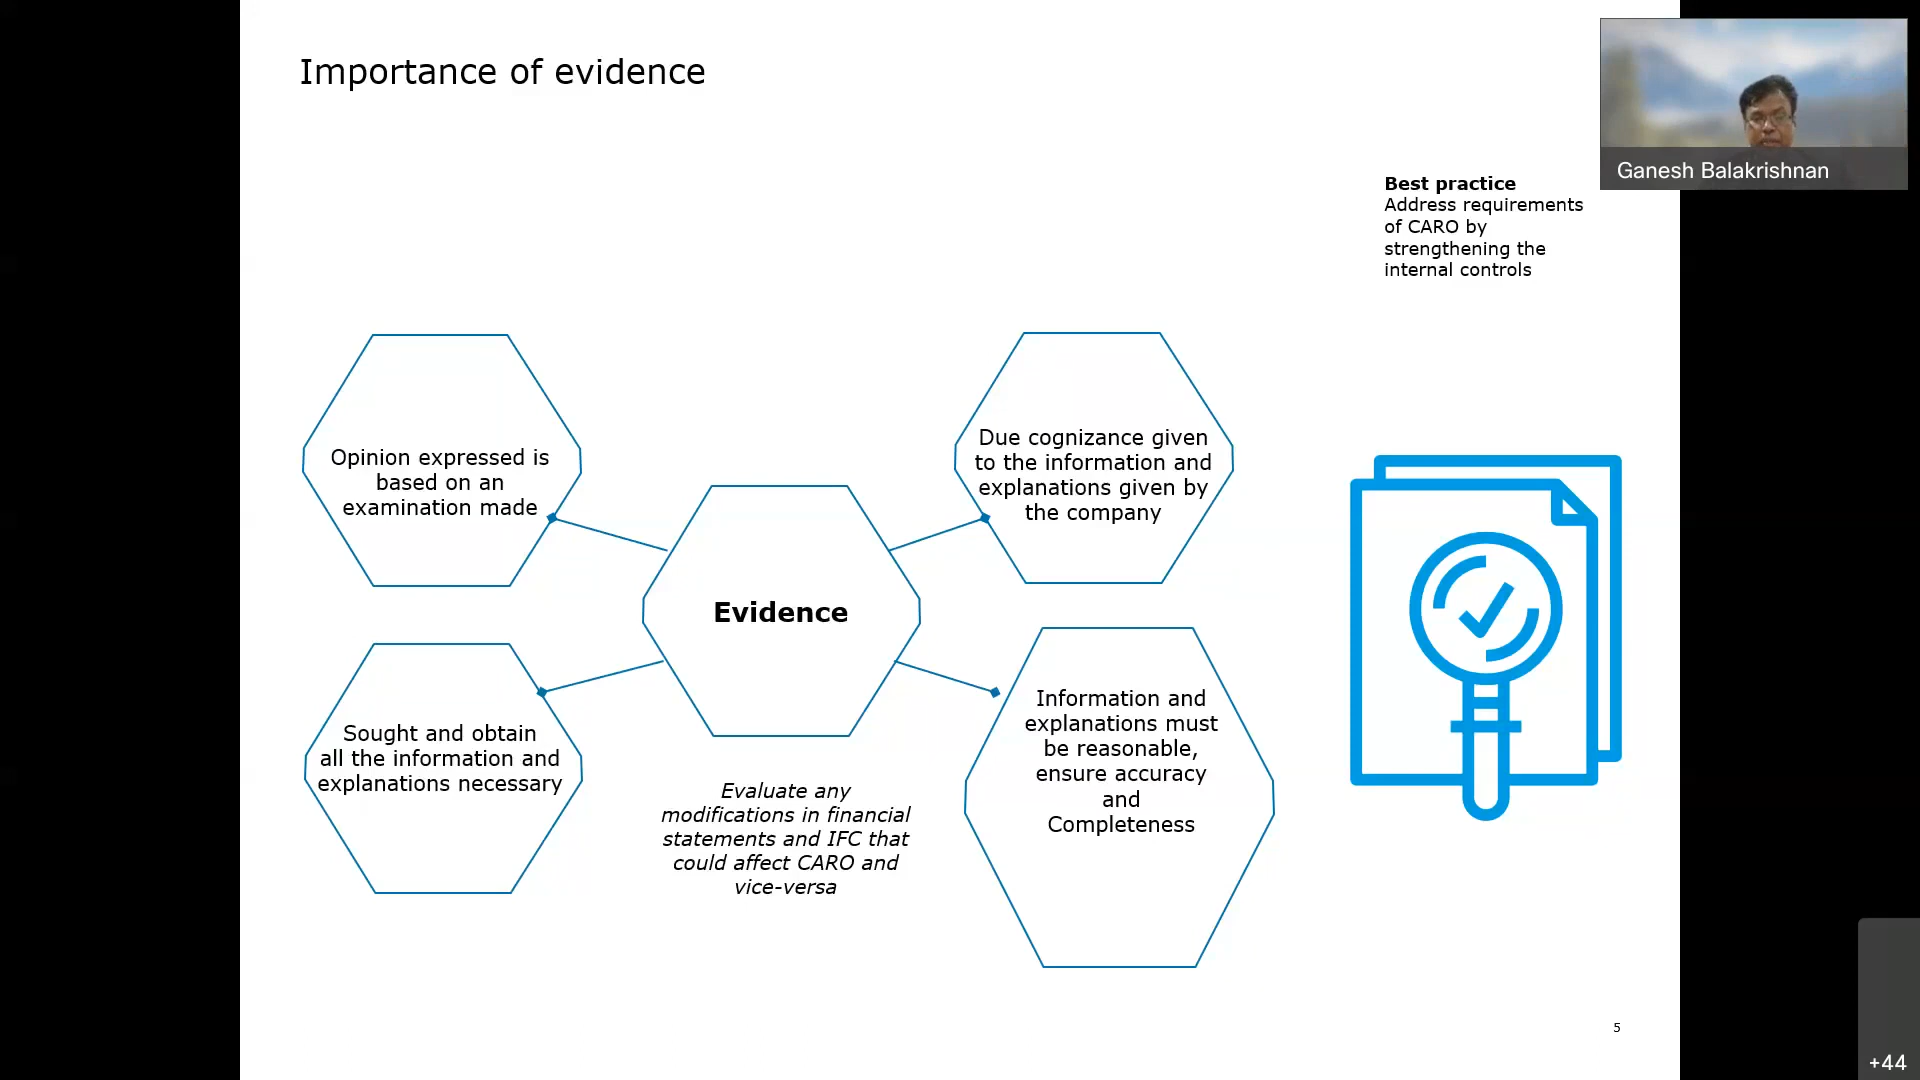 Importance of evidence
Ganesh Balakrishnan
Best practice
Address requirements
of CARO by
strengthening the
internal controls
Opinion expressed is
based on an
examination made
Due cognizance given
to the information and
explanations given by
the company
Evidence
Sought and obtain
all the information and
explanations necessary
Information and
explanations must
be reasonable,
ensure accuracy
and
Completeness
Evaluate any
modifications in financial
statements and IFC that
could affect CARO and
vice-versa
5
+44